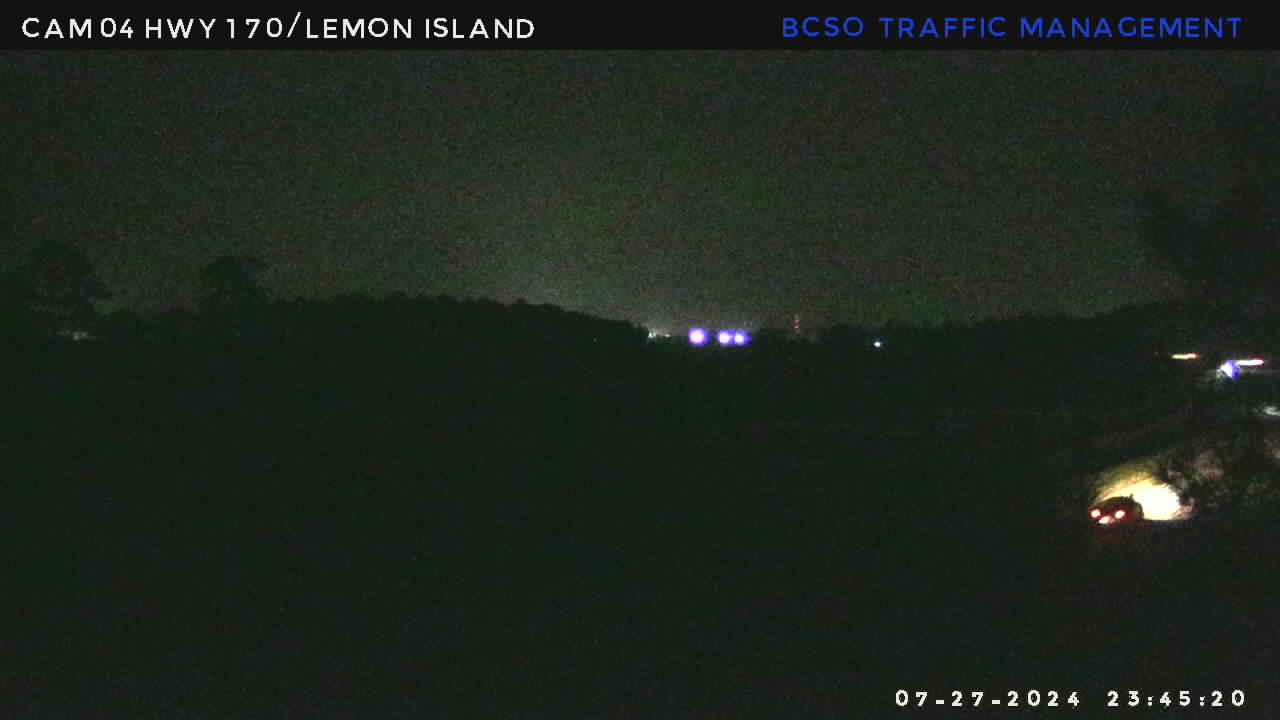 CAM04 HWY 170/LEMON ISLAND
BCSO TRAFFIC MANAGEMENT
07-27-2024 23:45:20